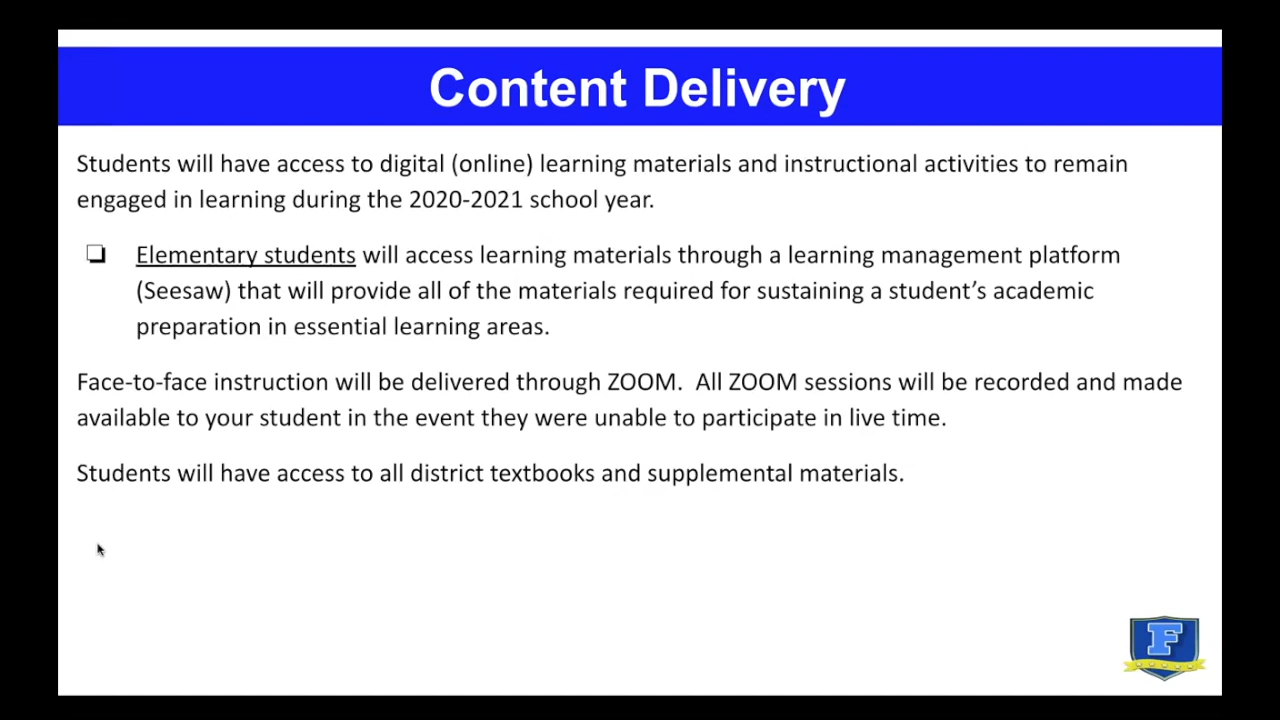 Content Delivery
Students will have access to digital (online) learning materials and instructional activities to remain
engaged in learning during the 2020-2021 school year.
❏ Elementary students will access learning materials through a learning management platform
(Seesaw) that will provide all of the materials required for sustaining a student’s academic
preparation in essential learning areas.
Face-to-face instruction will be delivered through ZOOM.  All ZOOM sessions will be recorded and made
available to your student in the event they were unable to participate in live time.
Students will have access to all district textbooks and supplemental materials.
F